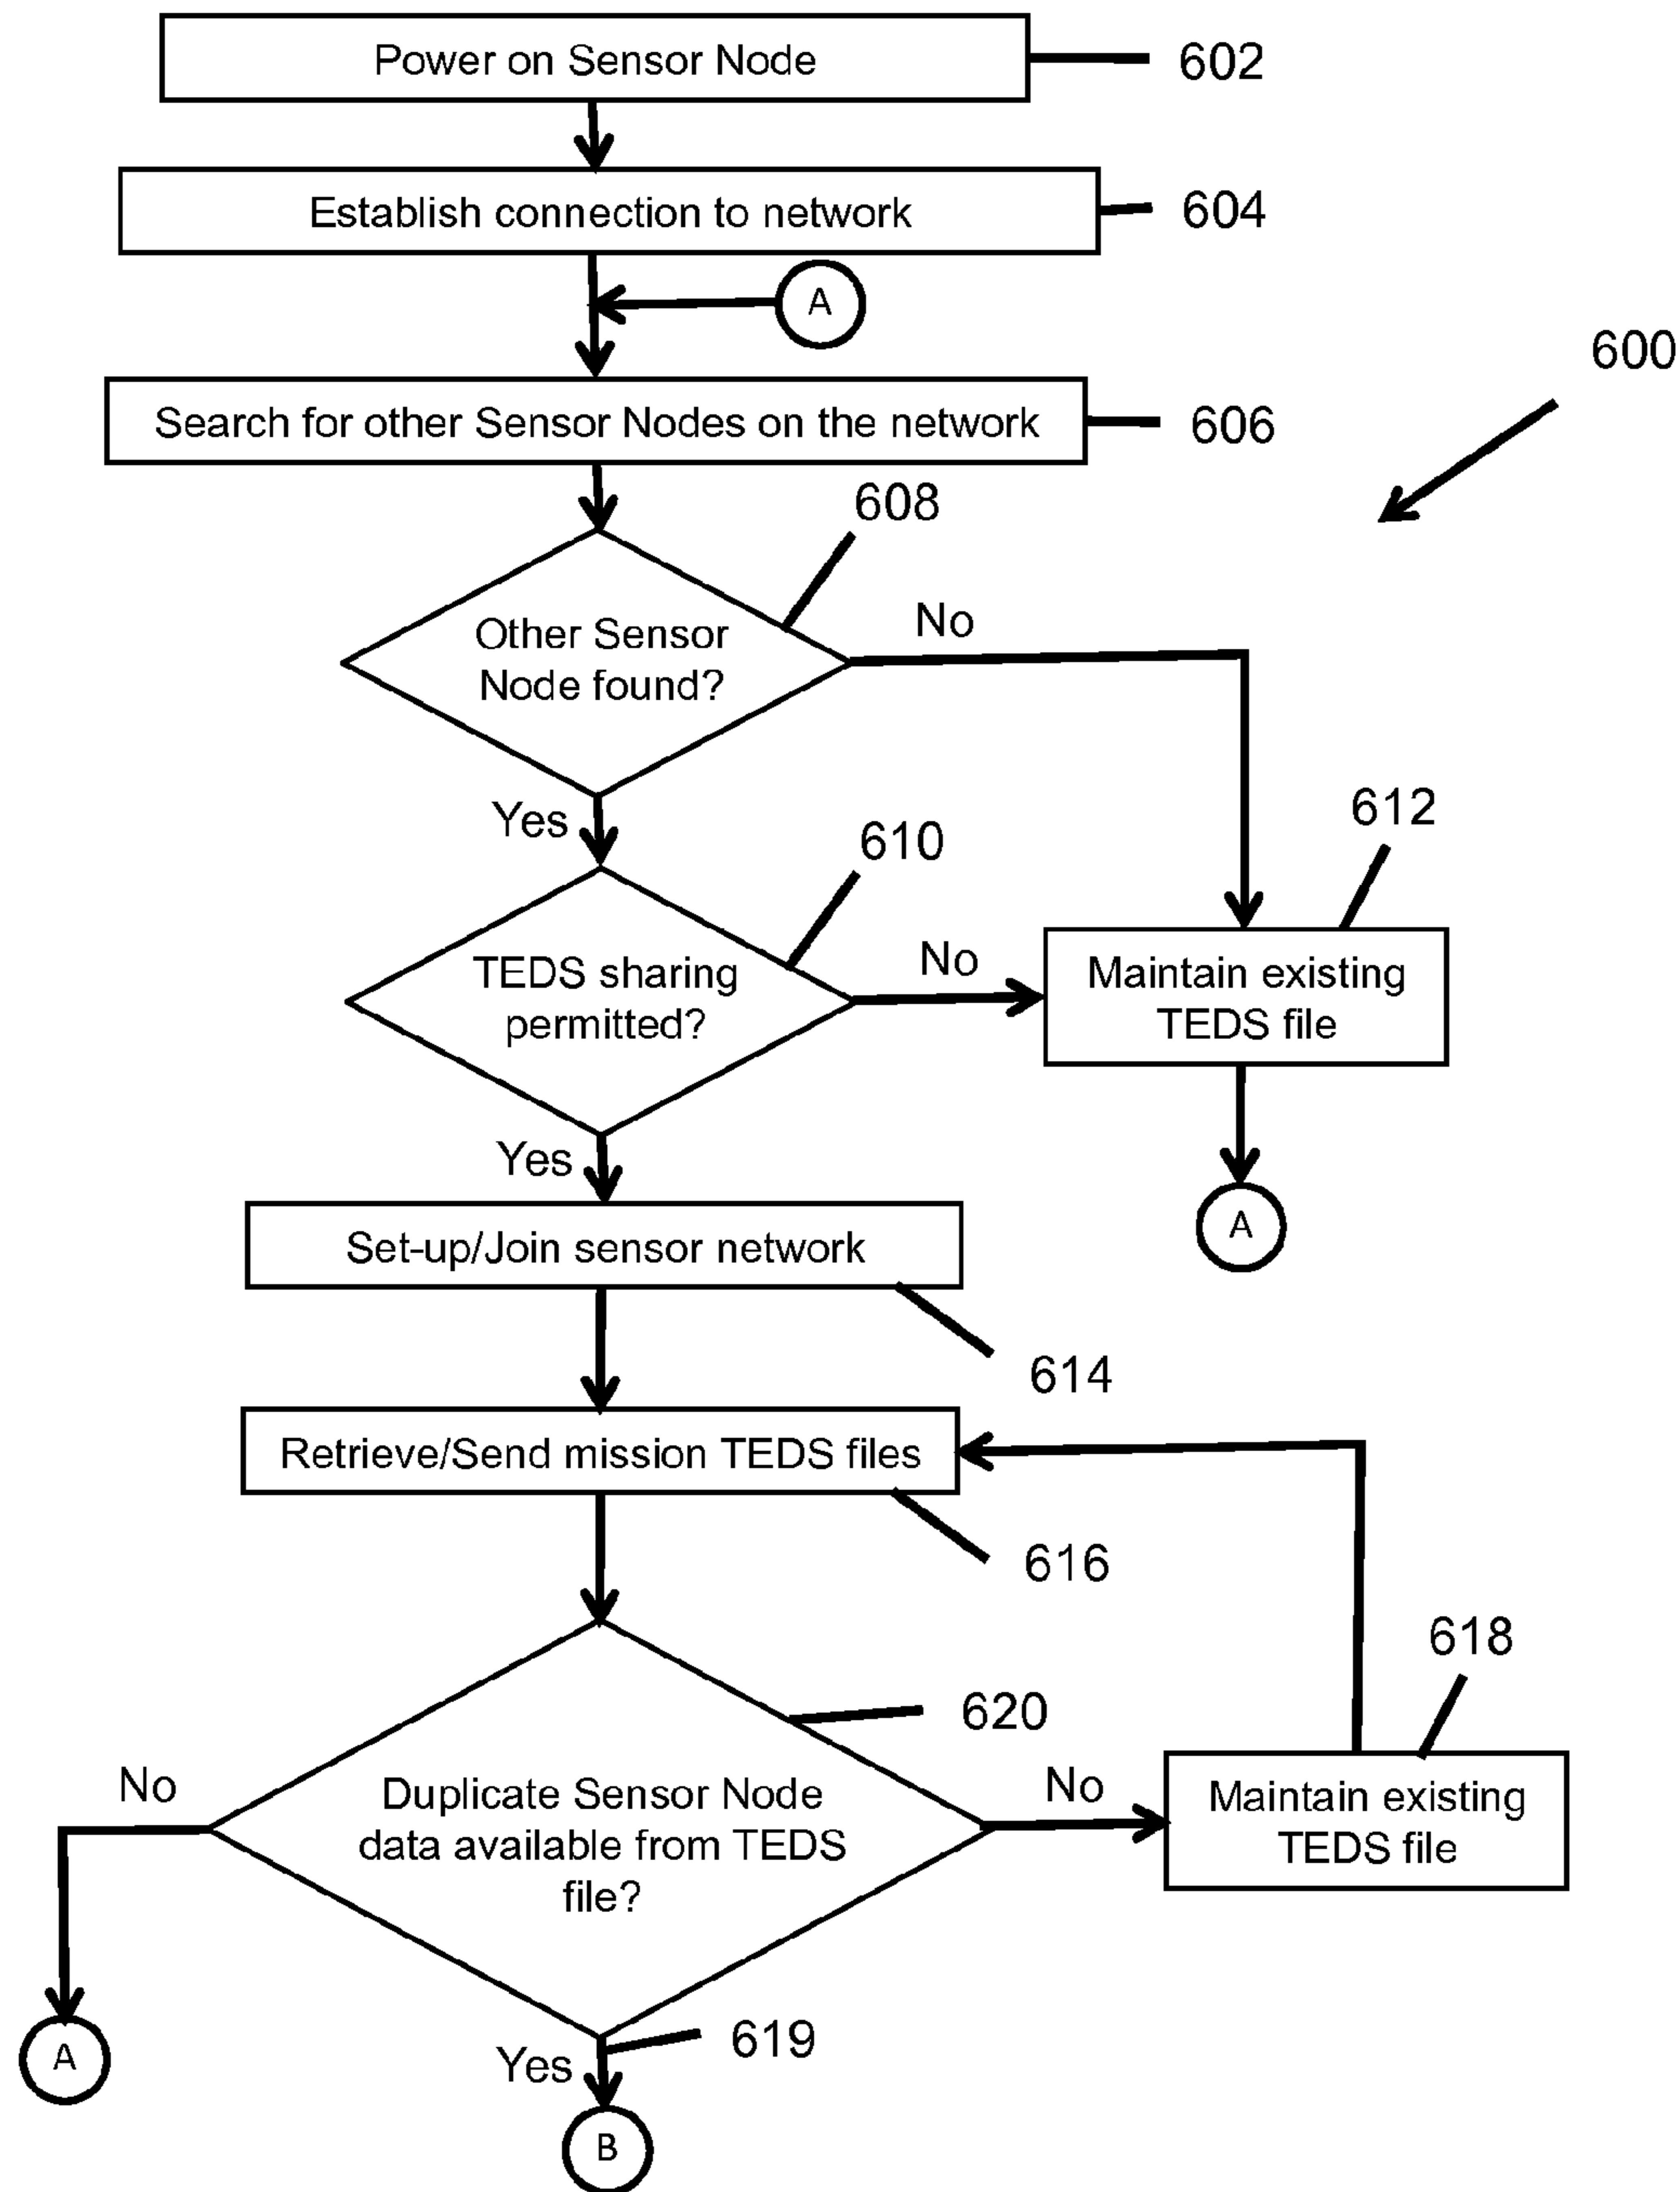 Power on Sensor Node
602
Establish connection to network
604
A
600
Search for other Sensor Nodes on the network
606
608
Other Sensor
Node found?
No
Yes
610
612
TEDS sharing
permitted?
No
Maintain existing
TEDS file
Yes
A
Set-up/Join sensor network
614
Retrieve/Send mission TEDS files
616
618
620
No
Duplicate Sensor Node
data available from TEDS
file?
No
Maintain existing
TEDS file
A
Yes
619
B